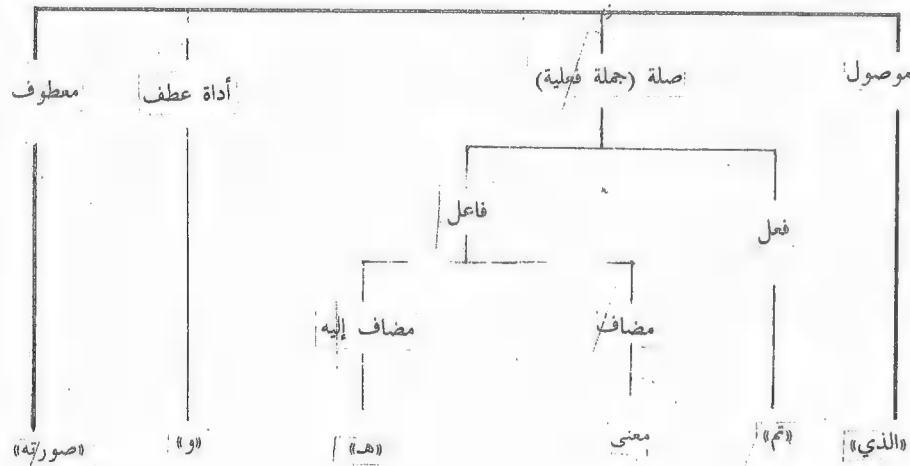 موصول صلة (جملة فعلية) أداة عطف معطوف
فاعل
فعل
مضاف مضاف إليه
«الذي» «تم» معنى «هـ» «و» «صورته»